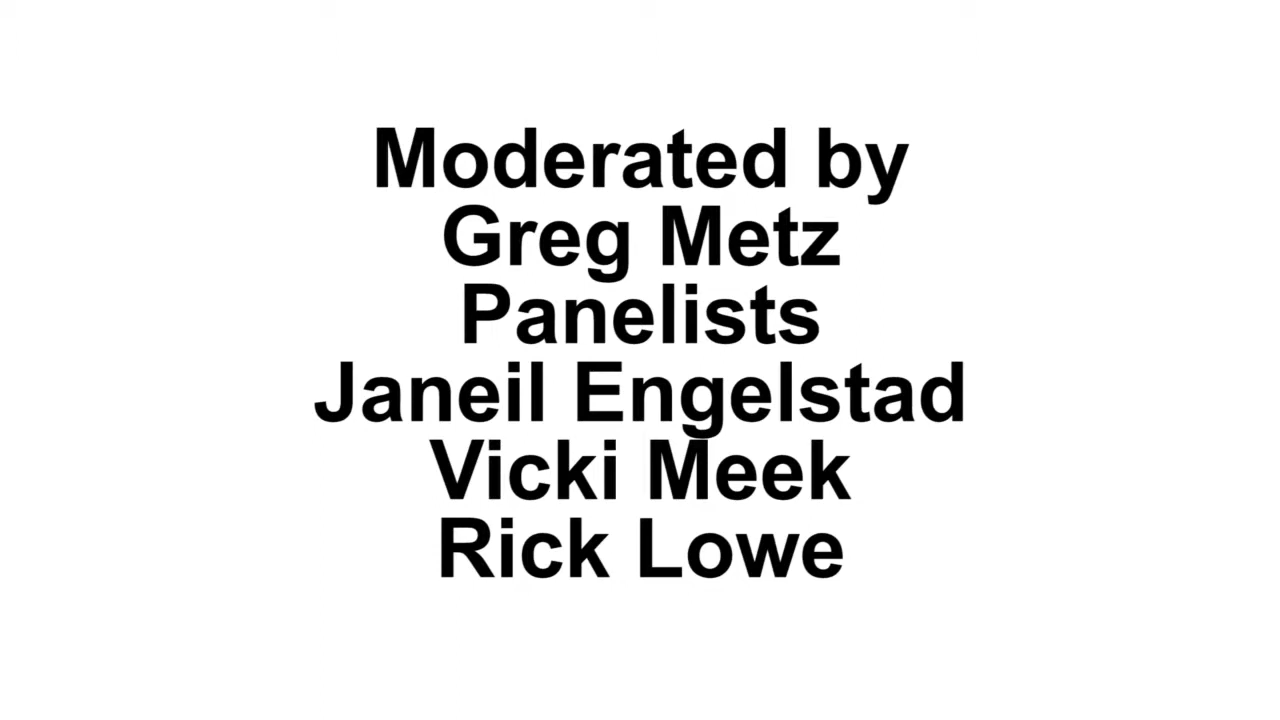 Moderated by
Greg Metz
Panelists
Janeil Engelstad
Vicki Meek
Rick Lowe